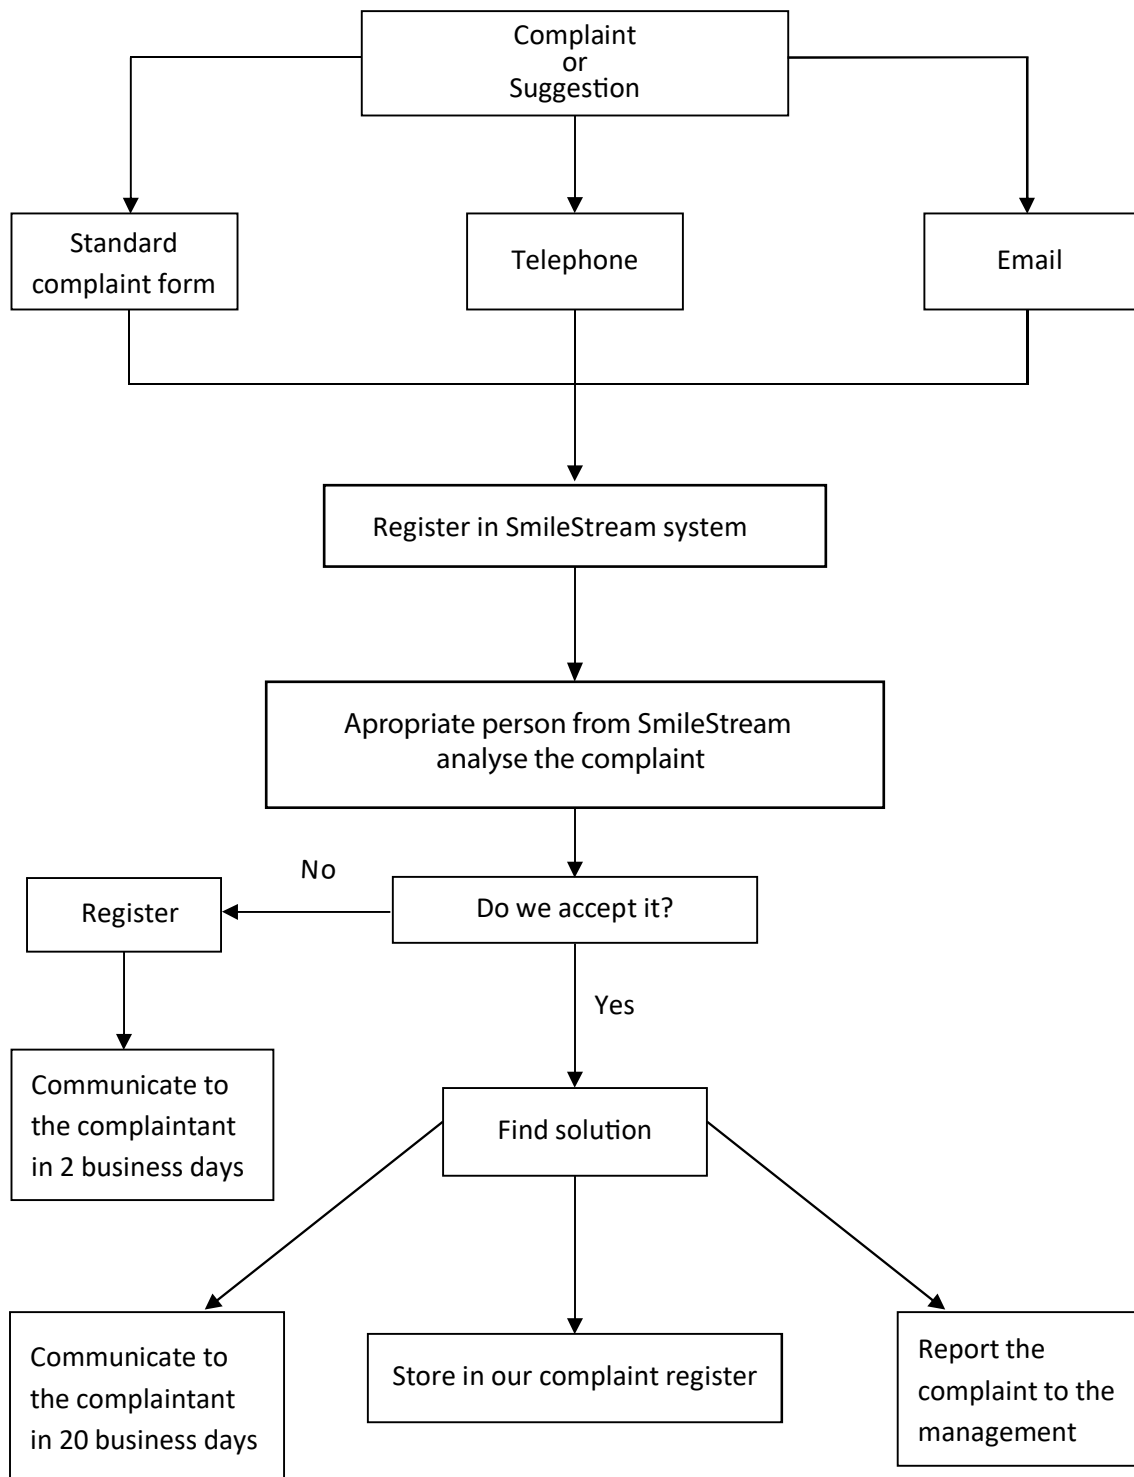 Complaint
or
Suggestion
Standard
complaint form
Telephone
Email
Register in SmileStream system
Apropriate person from SmileStream
analyse the complaint
No
Register
Do we accept it?
Yes
Communicate to
the complaintant
in 2 business days
Find solution
Communicate to
the complaintant
in 20 business days
Store in our complaint register
Report the
complaint to the
management